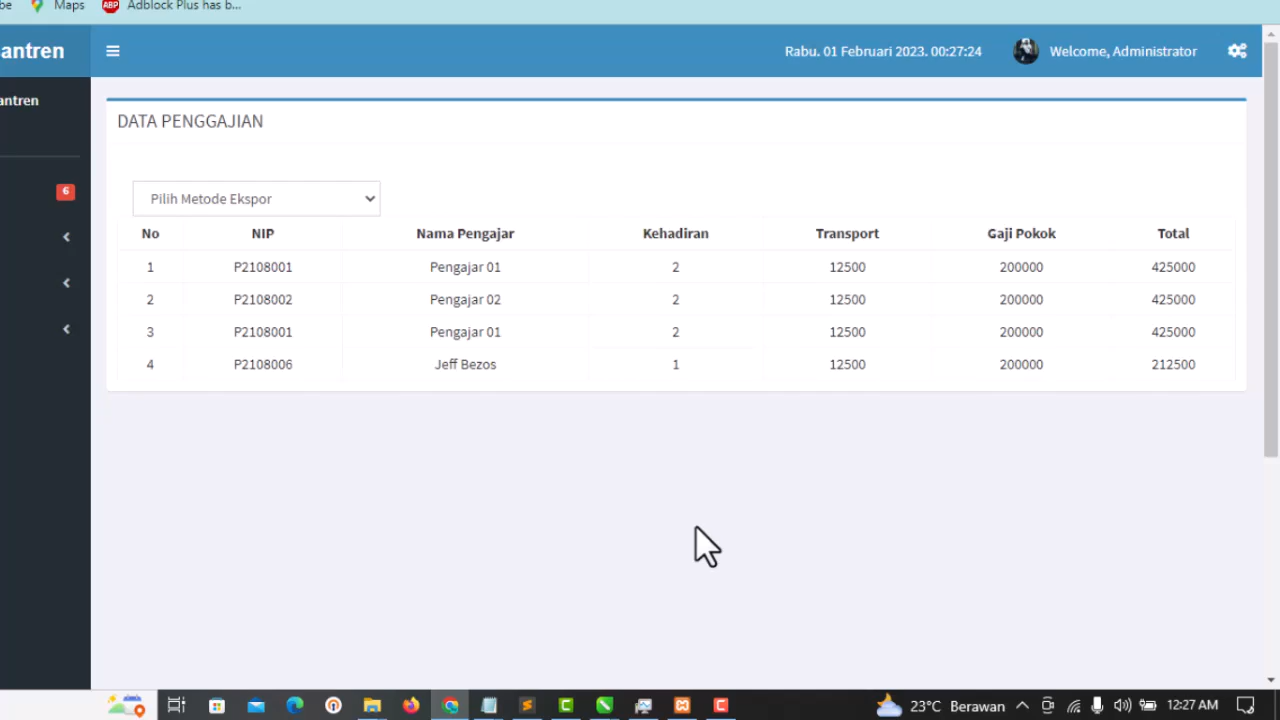 be Maps ABP Adblock Plus has b...
antren Rabu. 01 Februari 2023. 00:27:24 Welcome, Administrator
antren
DATA PENGGAJIAN
6
Pilih Metode Ekspor
No NIP Nama Pengajar Kehadiran Transport Gaji Pokok Total
1 P2108001 Pengajar 01 2 12500 200000 425000
2 P2108002 Pengajar 02 2 12500 200000 425000
3 P2108001 Pengajar 01 2 12500 200000 425000
4 P2108006 Jeff Bezos 1 12500 200000 212500
23°C Berawan 12:27 AM